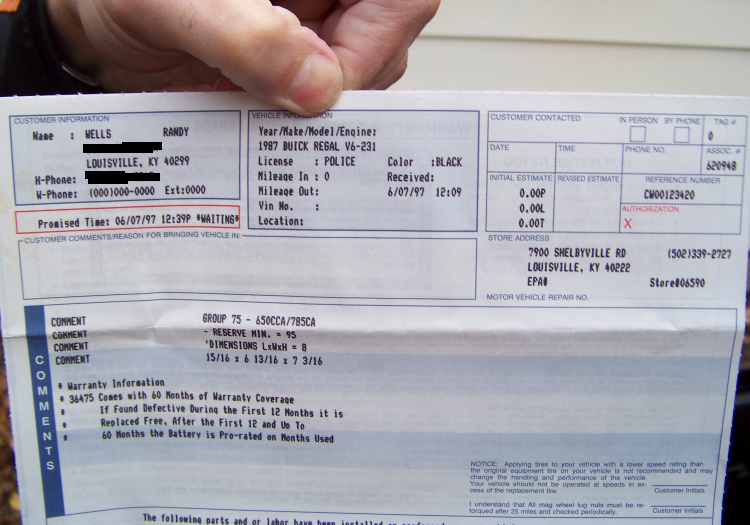 CUSTOMER INFORMATION
Name : WELLS RANDY
LOUISVILLE, KY 40299
H-Phone:
W-Phone: (000)000-0000 Ext:0000
Promised Time: 06/07/97 12:39P *WAITING*
VEHICLE INFORMATION
Year/Make/Model/Engine:
1987 BUICK REGAL V6-231
License : POLICE Color :BLACK
Mileage In : 0 Received:
Mileage Out: 6/07/97 12:09
Vin No. :
Location:
CUSTOMER CONTACTED IN PERSON BY PHONE TAG #
0
DATE TIME PHONE NO. ASSOC. #
620948
INITIAL ESTIMATE REVISED ESTIMATE REFERENCE NUMBER
0.00P CW00123420
0.00L AUTHORIZATION
0.00T X
STORE ADDRESS
7900 SHELBYVILLE RD (502)339-2727
LOUISVILLE, KY 40222
EPA# Store#06590
MOTOR VEHICLE REPAIR NO.
CUSTOMER COMMENTS/REASON FOR BRINGING VEHICLE IN:
COMMENTS
COMMENT GROUP 75 - 650CCA/785CA
COMMENT - RESERVE MIN. = 95
COMMENT 'DIMENSIONS LxWxH = 8
COMMENT 15/16 x 6 13/16 x 7 3/16
* Warranty Information
* 36475 Comes with 60 Months of Warranty Coverage
* If Found Defective During the First 12 Months it is
* Replaced Free, After the First 12 and Up To
* 60 Months the Battery is Pro-rated on Months Used
NOTICE: Applying tires to your vehicle with a lower speed rating than
the original equipment tire on your vehicle is not recommended and may
change the handling and performance of the vehicle.
Your vehicle should not be operated at speeds in ex-
cess of the replacement tire. Customer Initials
I understand that All mag wheel lug nuts must be re-
torqued after 25 miles and checked periodically. Customer Initials
The following parts and or labor have been installed